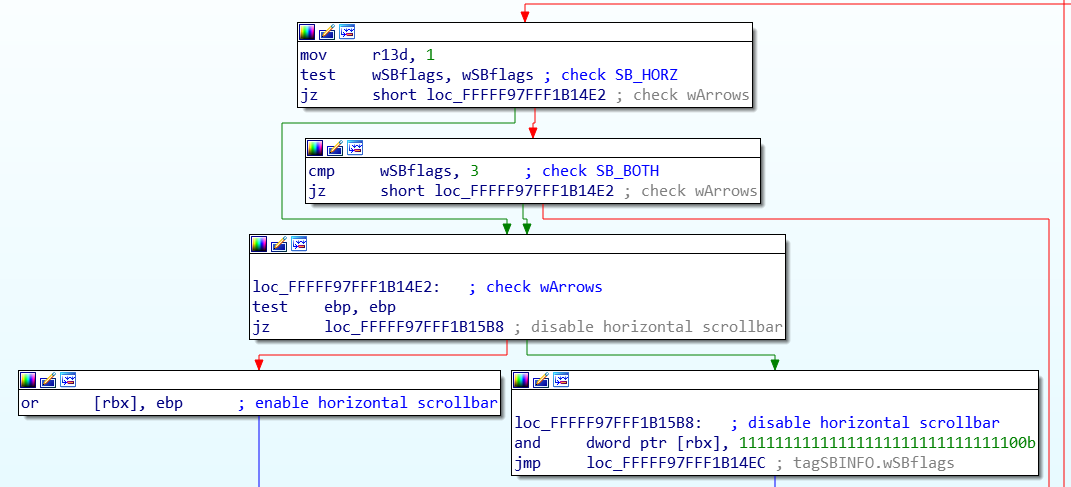 mov r13d, 1
test wSBflags, wSBflags ; check SB_HORZ
jz short loc_FFFFF97FFF1B14E2 ; check wArrows
cmp wSBflags, 3 ; check SB_BOTH
jz short loc_FFFFF97FFF1B14E2 ; check wArrows
loc_FFFFF97FFF1B14E2: ; check wArrows
test ebp, ebp
jz loc_FFFFF97FFF1B15B8 ; disable horizontal scrollbar
or [rbx], ebp ; enable horizontal scrollbar
loc_FFFFF97FFF1B15B8: ; disable horizontal scrollbar
and dword ptr [rbx], 11111111111111111111111111111100b
jmp loc_FFFFF97FFF1B14EC ; tagSBINFO.wSBflags